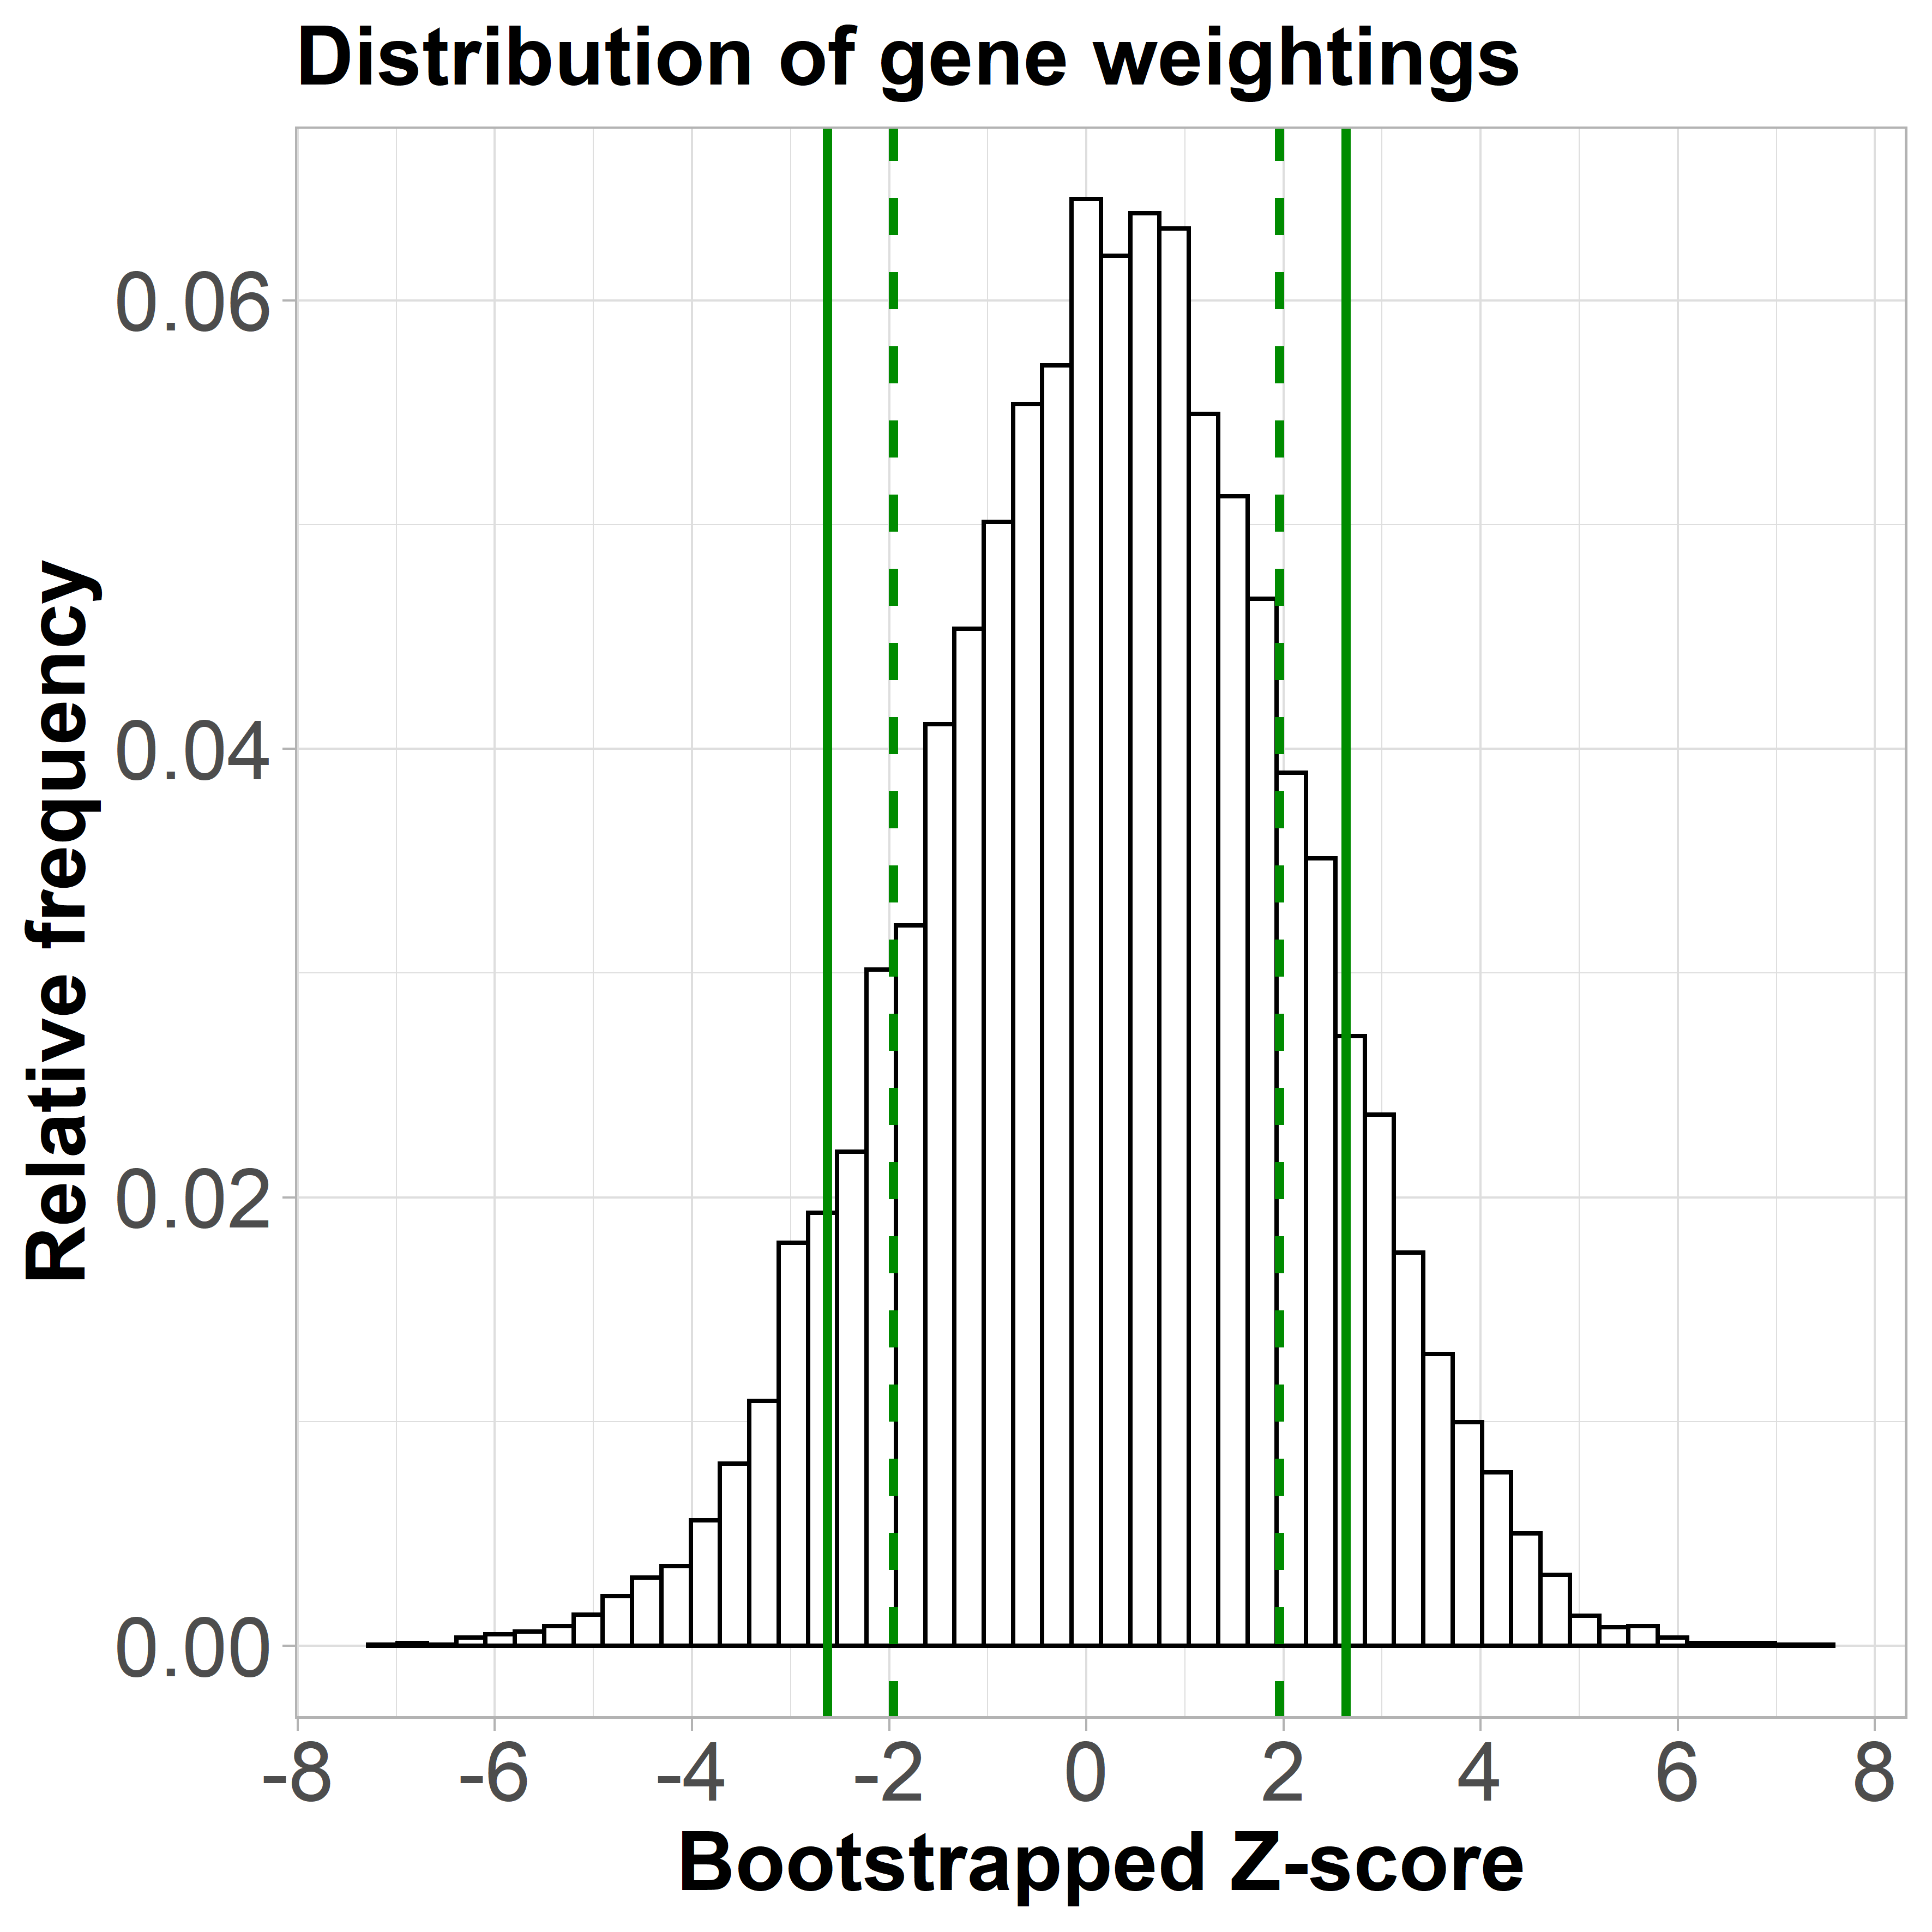 Distribution of gene weightings
Relative frequency
0.06
0.04
0.02
0.00
-8 -6 -4 -2 0 2 4 6 8
Bootstrapped Z-score